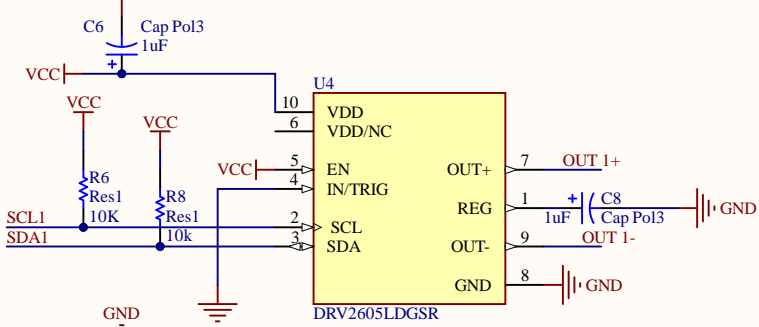 C6
Cap Pol3
1uF
VCC
U4
VCC
10
VDD
6
VDD/NC
VCC
VCC
5
EN
OUT+
7
OUT 1+
4
IN/TRIG
R6
Res1
10K
R8
Res1
10k
REG
1
1uF
C8
Cap Pol3
GND
SCL1
2
SCL
SDA1
3
SDA
OUT-
9
OUT 1-
GND
8
GND
GND
DRV2605LDGSR